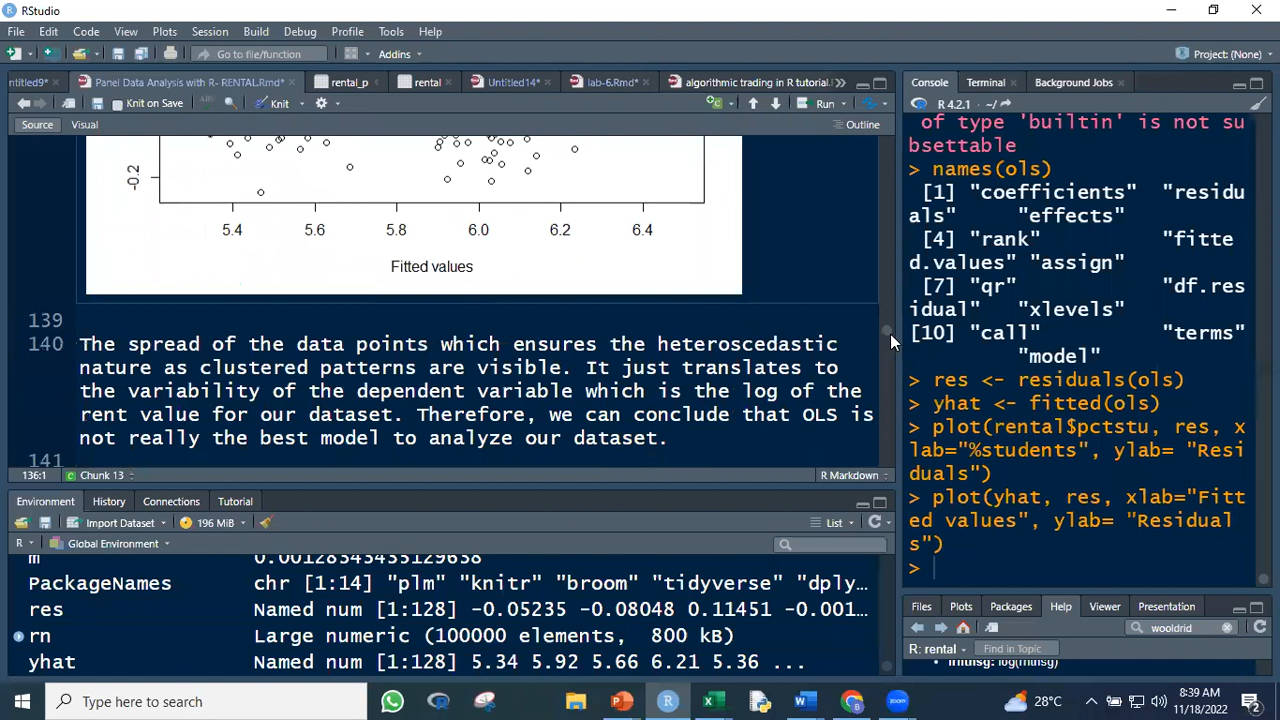 RStudio
File Edit Code View Plots Session Build Debug Profile Tools Help
Go to file/function
Addins
Project: (None)
ntitled9*
Panel Data Analysis with R- RENTAL.Rmd*
rental_p
rental
Untitled14*
lab-6.Rmd*
algorithmic trading in R tutorial.
Knit on Save
Knit
Run
Source
Visual
Outline
-0.2
5.4 5.6 5.8 6.0 6.2 6.4
Fitted values
139
140 The spread of the data points which ensures the heteroscedastic
nature as clustered patterns are visible. It just translates to
the variability of the dependent variable which is the log of the
rent value for our dataset. Therefore, we can conclude that OLS is
not really the best model to analyze our dataset.
141
136:1
Chunk 13
R Markdown
Environment History Connections Tutorial
Import Dataset
196 MiB
List
R
Global Environment
m 0.0012834343512963​8
PackageNames chr [1:14] "plm" "knitr" "broom" "tidyverse" "dply…
res Named num [1:128] -0.05235 -0.08048 0.11451 -0.001…
rn Large numeric (100000 elements, 800 kB)
yhat Named num [1:128] 5.34 5.92 5.66 6.21 5.36 ...
Console Terminal Background Jobs
R 4.2.1 · ~/
of type 'builtin' is not su
bsettable
> names(ols)
[1] "coefficients" "residu
als" "effects"
[4] "rank" "fitte
d.values" "assign"
[7] "qr" "df.res
idual" "xlevels"
[10] "call" "terms"
"model"
> res <- residuals(ols)
> yhat <- fitted(ols)
> plot(rental$pctstu, res, x
lab="%students", ylab= "Resi
duals")
> plot(yhat, res, xlab="Fitt
ed values", ylab= "Residual
s")
>
Files Plots Packages Help Viewer Presentation
wooldrid
R: rental
Find in Topic
lrnthsg: log(rnthsg)
Type here to search
28°C
8:39 AM
11/18/2022
2